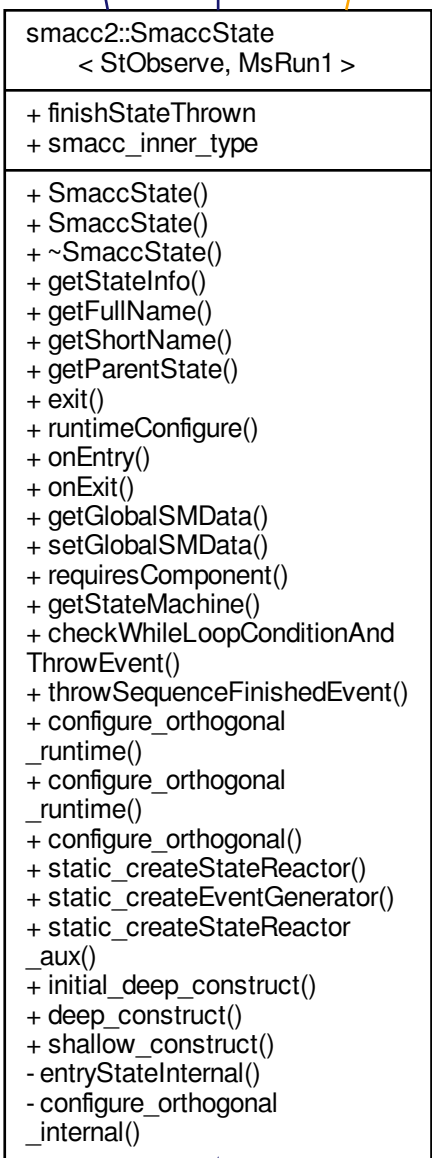 smacc2::SmaccState
< StObserve, MsRun1 >
+ finishStateThrown
+ smacc_inner_type
+ SmaccState()
+ SmaccState()
+ ~SmaccState()
+ getStateInfo()
+ getFullName()
+ getShortName()
+ getParentState()
+ exit()
+ runtimeConfigure()
+ onEntry()
+ onExit()
+ getGlobalSMData()
+ setGlobalSMData()
+ requiresComponent()
+ getStateMachine()
+ checkWhileLoopConditionAnd
ThrowEvent()
+ throwSequenceFinishedEvent()
+ configure_orthogonal
_runtime()
+ configure_orthogonal
_runtime()
+ configure_orthogonal()
+ static_createStateReactor()
+ static_createEventGenerator()
+ static_createStateReactor
_aux()
+ initial_deep_construct()
+ deep_construct()
+ shallow_construct()
- entryStateInternal()
- configure_orthogonal
_internal()